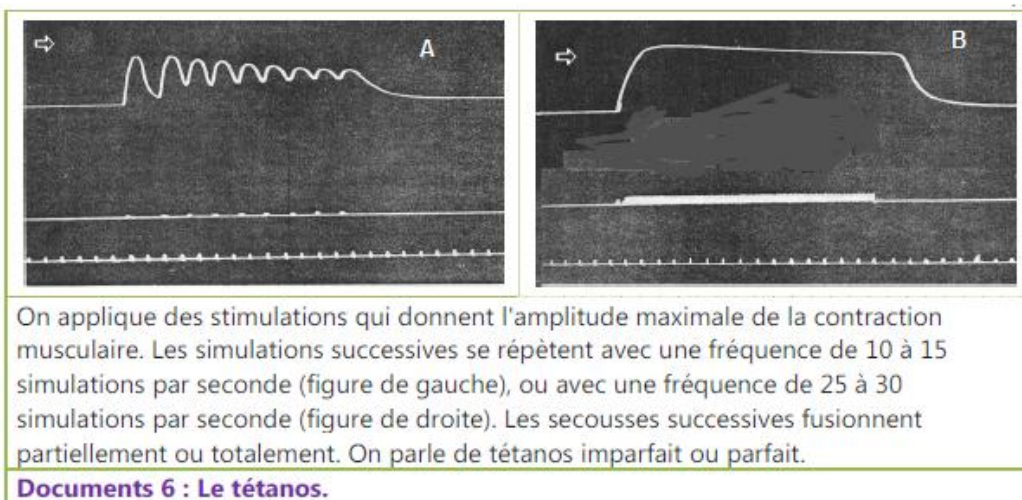 A
B
On applique des stimulations qui donnent l'amplitude maximale de la contraction
musculaire. Les simulations successives se répètent avec une fréquence de 10 à 15
simulations par seconde (figure de gauche), ou avec une fréquence de 25 à 30
simulations par seconde (figure de droite). Les secousses successives fusionnent
partiellement ou totalement. On parle de tétanos imparfait ou parfait.
Documents 6 : Le tétanos.